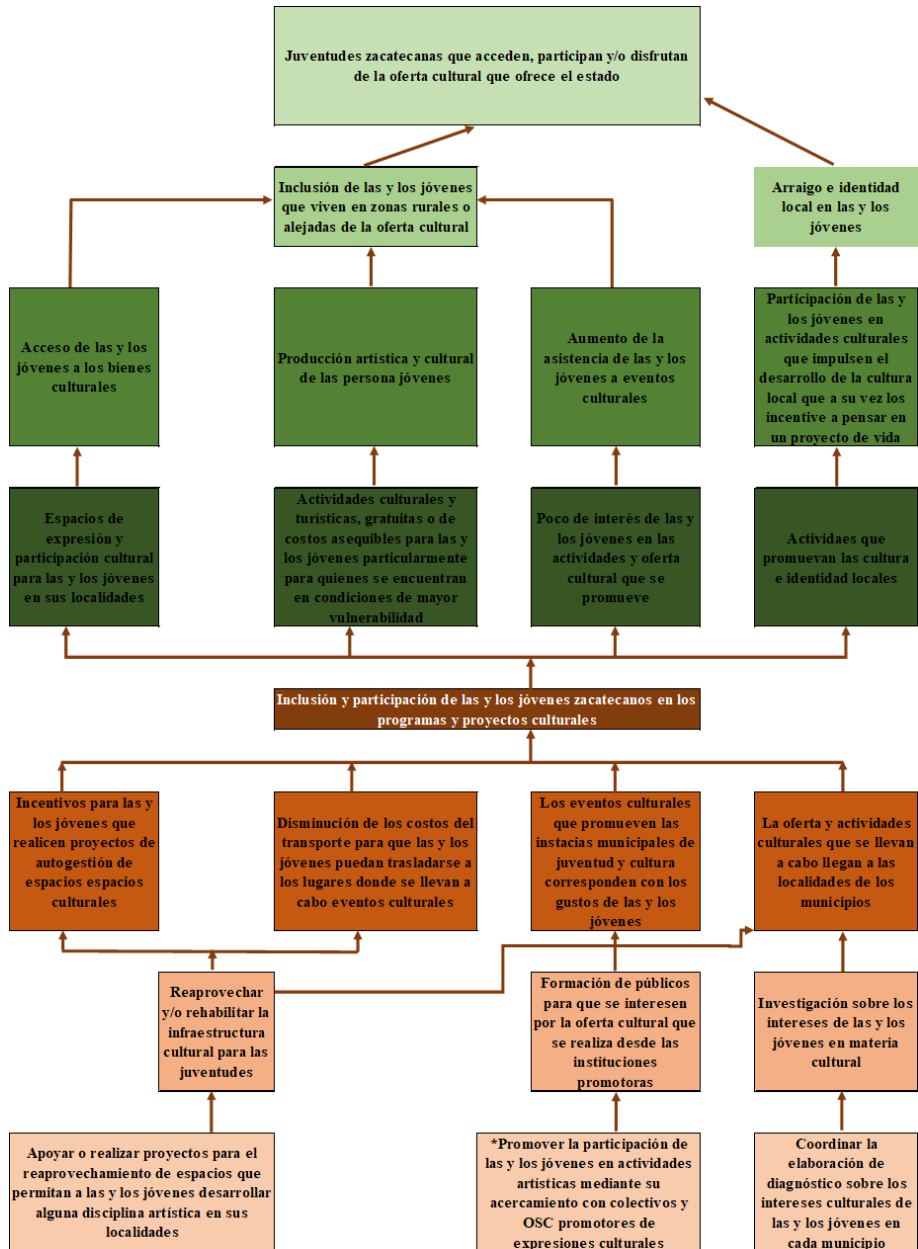 Juventudes zacatecanas que acceden, participan y/o disfrutan
de la oferta cultural que ofrece el estado
Inclusión de las y los jóvenes
que viven en zonas rurales o
alejadas de la oferta cultural
Arraigo e identidad
local en las y los
jóvenes
Acceso de las y los
jóvenes a los bienes
culturales
Producción artística y cultural
de las persona jóvenes
Aumento de la
asistencia de las y los
jóvenes a eventos
culturales
Participación de las y
los jóvenes en
actividades culturales
que impulsen el
desarrollo de la cultura
local que a su vez los
incentive a pensar en
un proyecto de vida
Espacios de
expresión y
participación cultural
para las y los jóvenes
en sus localidades
Actividades culturales y
turísticas, gratuitas o de
costos asequibles para las y
los jóvenes particularmente
para quienes se encuentran
en condiciones de mayor
vulnerabilidad
Poco de interés de las y
los jóvenes en las
actividades y oferta
cultural que se
promueve
Actividaes que
promuevan las cultura
e identidad locales
Inclusión y participación de las y los jóvenes zacatecanos en los
programas y proyectos culturales
Incentivos para las y
los jóvenes que
realicen proyectos de
autogestión de
espacios espacios
culturales
Disminución de los costos del
transporte para que las y los
jóvenes puedan trasladarse a
los lugares donde se llevan a
cabo eventos culturales
Los eventos culturales
que promueven las
instacias municipales de
juventud y cultura
corresponden con los
gustos de las y los
jóvenes
La oferta y actividades
culturales que se llevan
a cabo llegan a las
localidades de los
municipios
Reaprovechar
y/o rehabilitar la
infraestructura
cultural para las
juventudes
Formación de públicos
para que se interesen
por la oferta cultural que
se realiza desde las
instituciones
promotoras
Investigación sobre los
intereses de las y los
jóvenes en materia
cultural
Apoyar o realizar proyectos para el
reaprovechamiento de espacios que
permitan a las y los jóvenes desarrollar
alguna disciplina artística en sus
localidades
*Promover la participación de
las y los jóvenes en actividades
artísticas mediante su
acercamiento con colectivos y
OSC promotores de
expresiones culturales
Coordinar la
elaboración de
diagnóstico sobre los
intereses culturales de
las y los jóvenes en
cada municipio